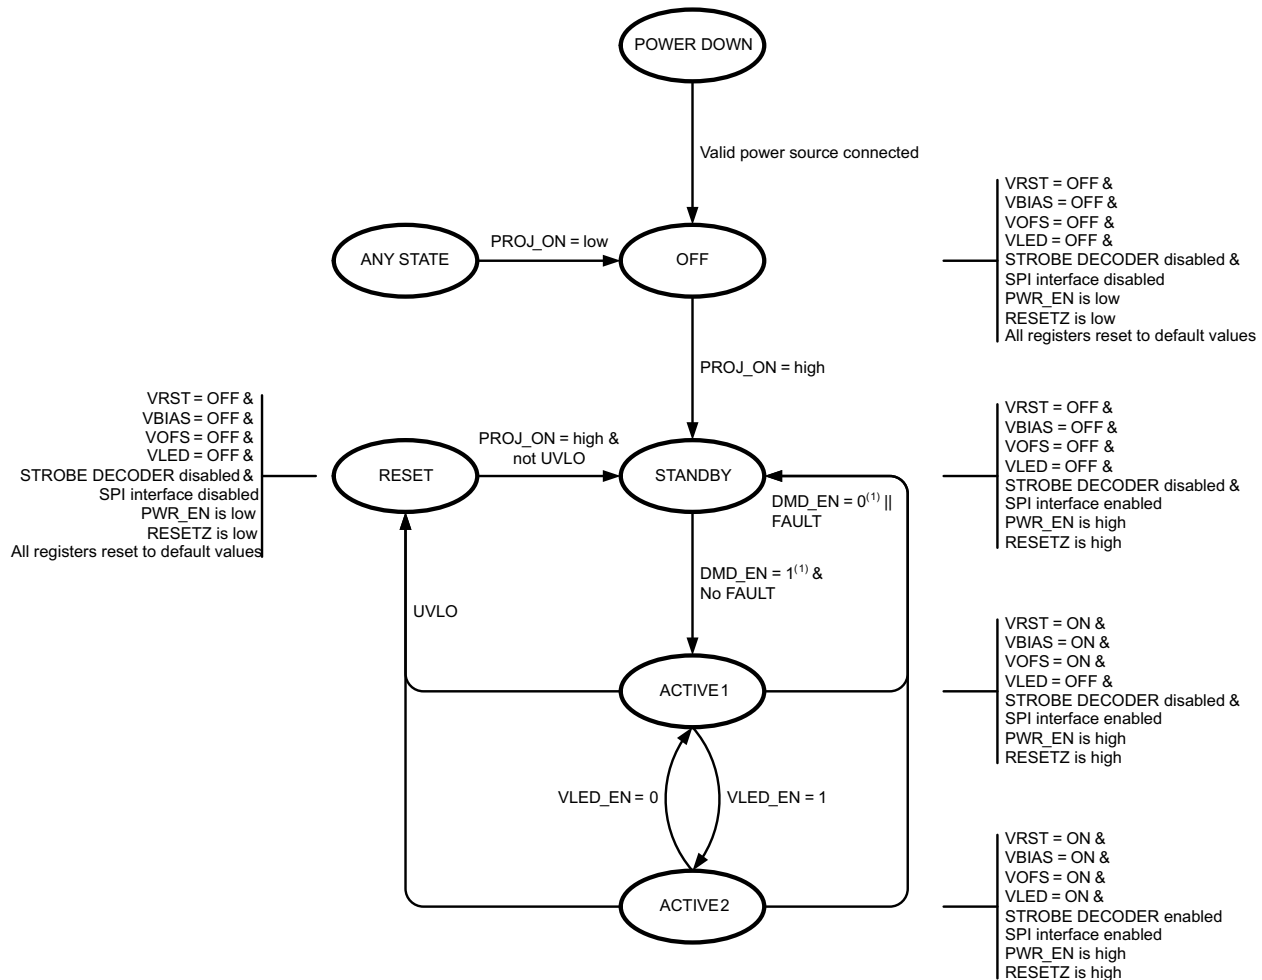 POWER DOWN
Valid power source connected
ANY STATE
PROJ_ON = low
OFF
VRST = OFF &
VBIAS = OFF &
VOFS = OFF &
VLED = OFF &
STROBE DECODER disabled &
SPI interface disabled
PWR_EN is low
RESETZ is low
All registers reset to default values
PROJ_ON = high
VRST = OFF &
VBIAS = OFF &
VOFS = OFF &
VLED = OFF &
STROBE DECODER disabled &
SPI interface disabled
PWR_EN is low
RESETZ is low
All registers reset to default values
RESET
PROJ_ON = high &
not UVLO
STANDBY
VRST = OFF &
VBIAS = OFF &
VOFS = OFF &
VLED = OFF &
STROBE DECODER disabled &
SPI interface enabled
PWR_EN is high
RESETZ is high
DMD_EN = 0(1) ||
FAULT
DMD_EN = 1(1) &
No FAULT
UVLO
ACTIVE1
VRST = ON &
VBIAS = ON &
VOFS = ON &
VLED = OFF &
STROBE DECODER disabled &
SPI interface enabled
PWR_EN is high
RESETZ is high
VLED_EN = 0
VLED_EN = 1
ACTIVE2
VRST = ON &
VBIAS = ON &
VOFS = ON &
VLED = ON &
STROBE DECODER enabled
SPI interface enabled
PWR_EN is high
RESETZ is high